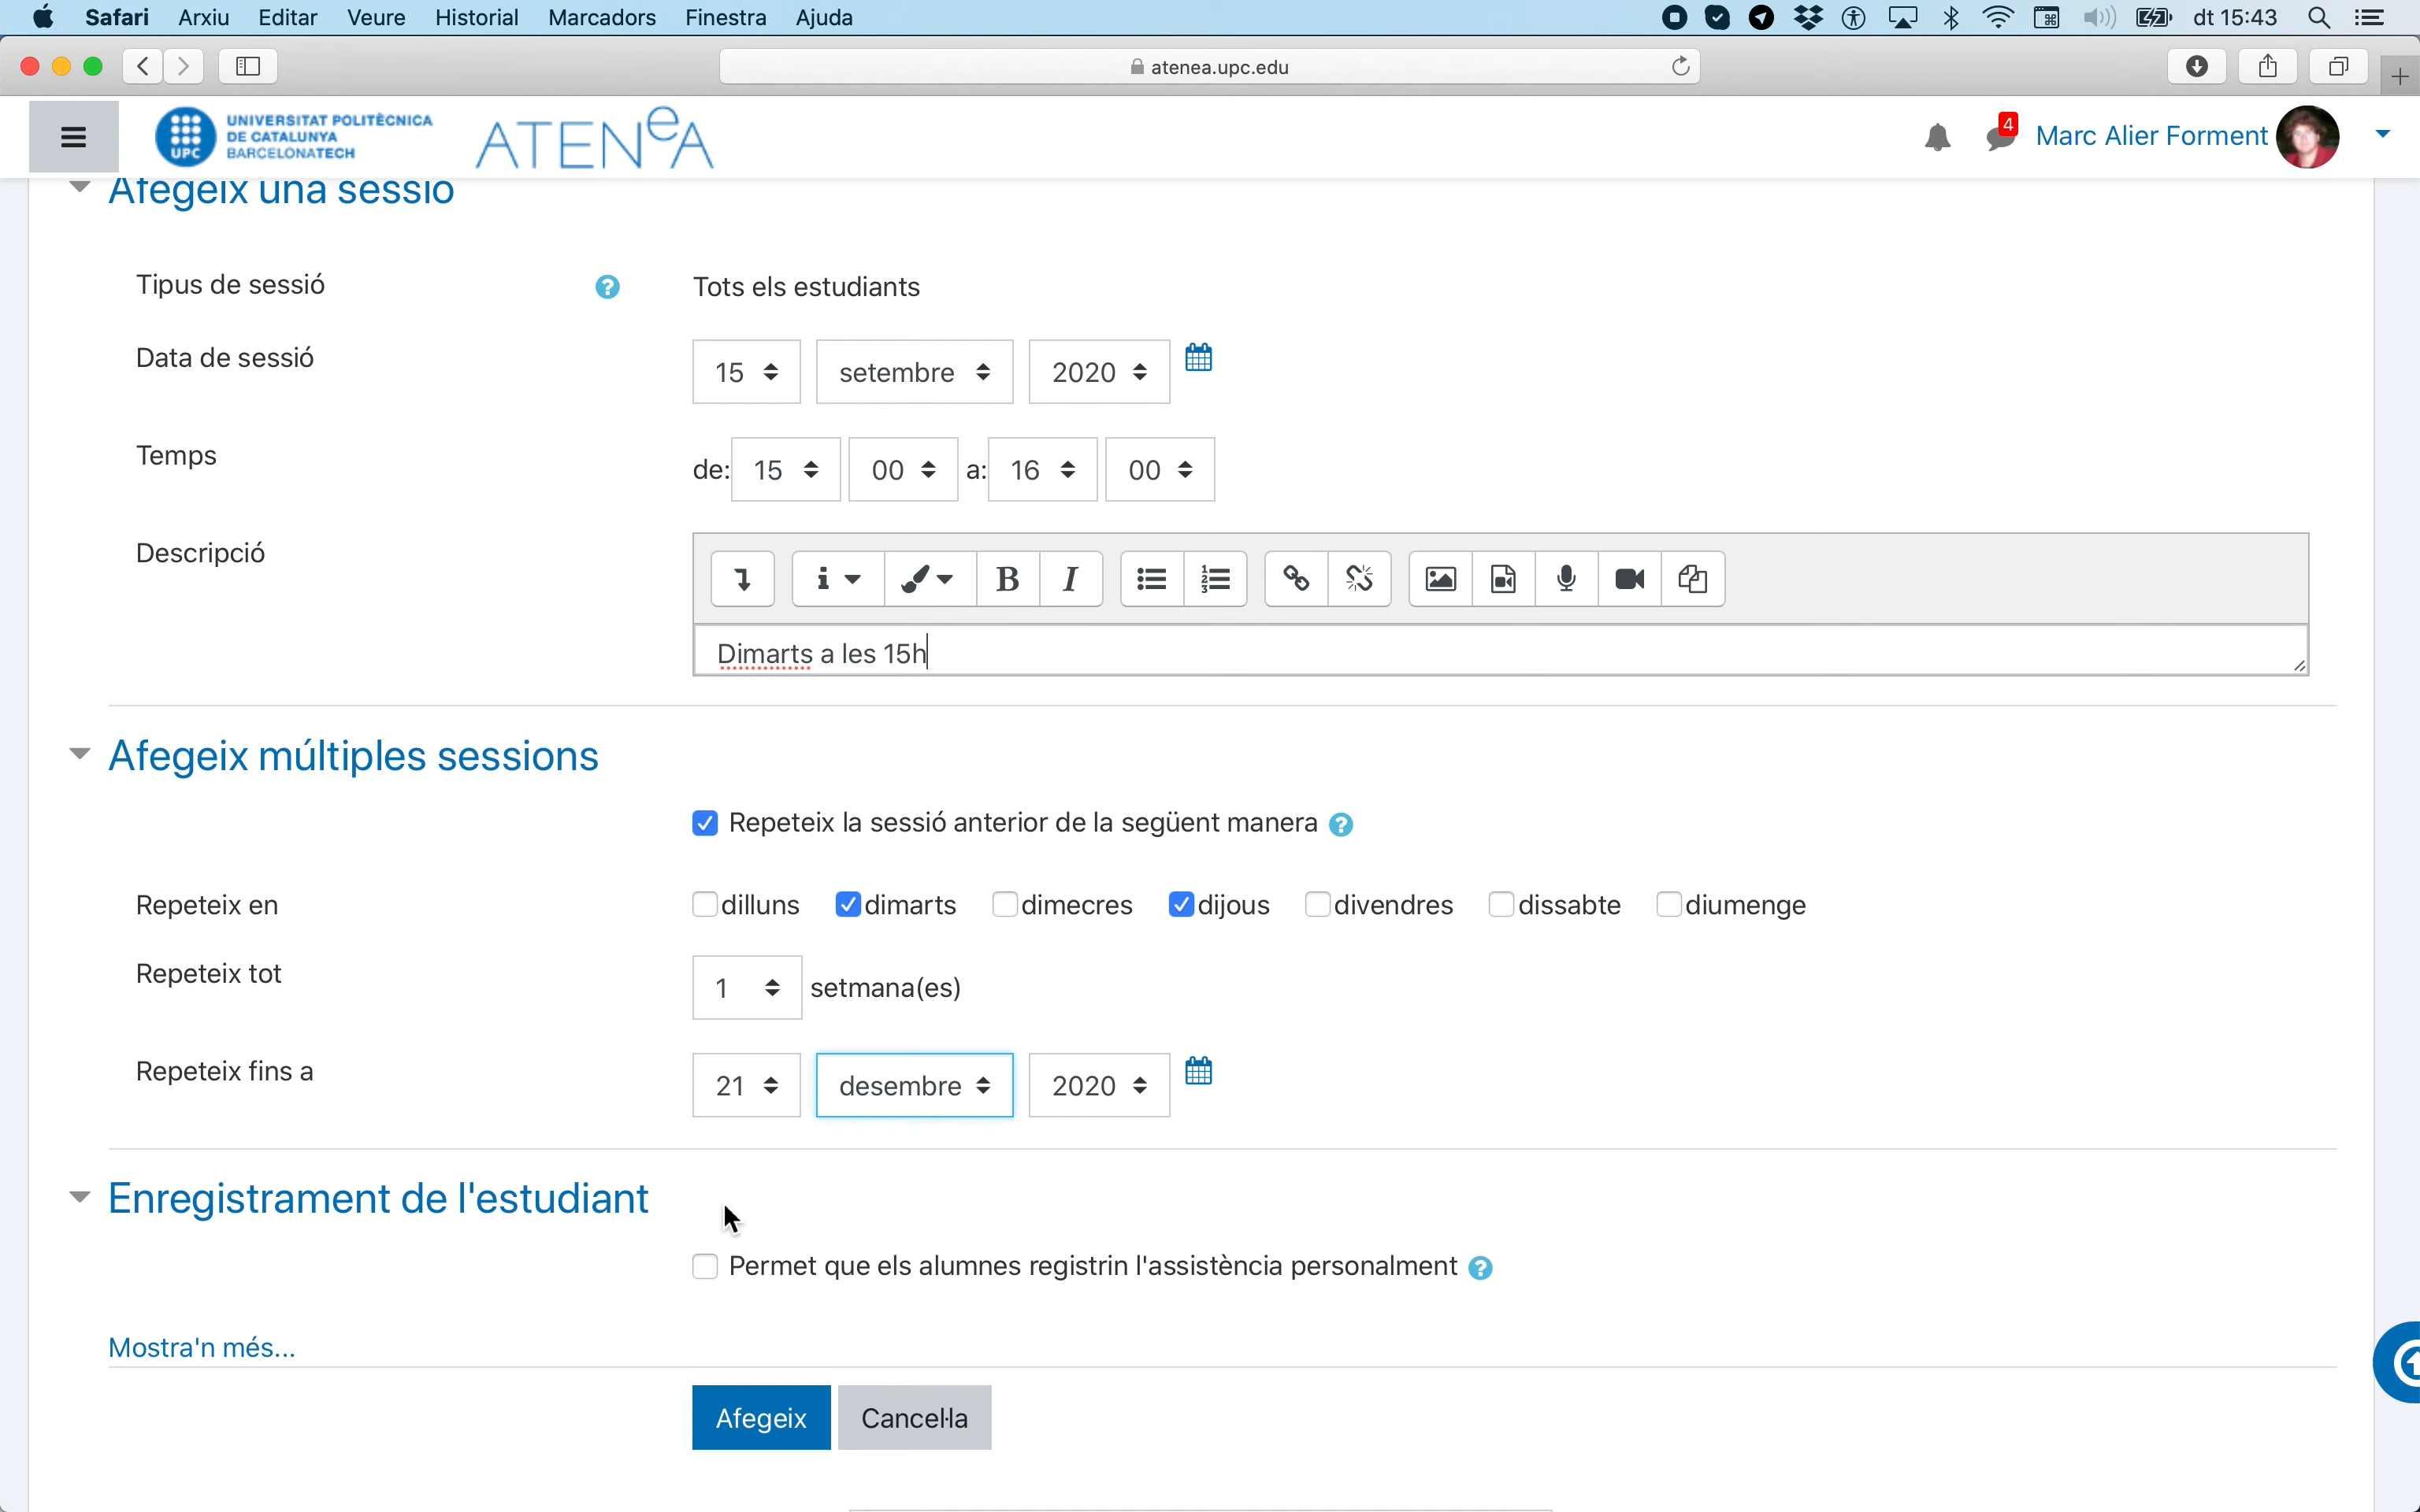 Safari Arxiu Editar Veure Historial Marcadors Finestra Ajuda dt 15:43
atenea.upc.edu
UNIVERSITAT POLITÈCNICA
DE CATALUNYA
BARCELONATECH
UPC
ATENeA
4
Marc Alier Forment
Afegeix una sessió
Tipus de sessió ? Tots els estudiants
Data de sessió 15 setembre 2020
Temps de: 15 00 a: 16 00
Descripció
i B I
Dimarts a les 15h
Afegeix múltiples sessions
Repeteix la sessió anterior de la següent manera ?
Repeteix en dilluns dimarts dimecres dijous divendres dissabte diumenge
Repeteix tot 1 setmana(es)
Repeteix fins a 21 desembre 2020
Enregistrament de l'estudiant
Permet que els alumnes registrin l'assistència personalment ?
Mostra'n més...
Afegeix Cancel·la